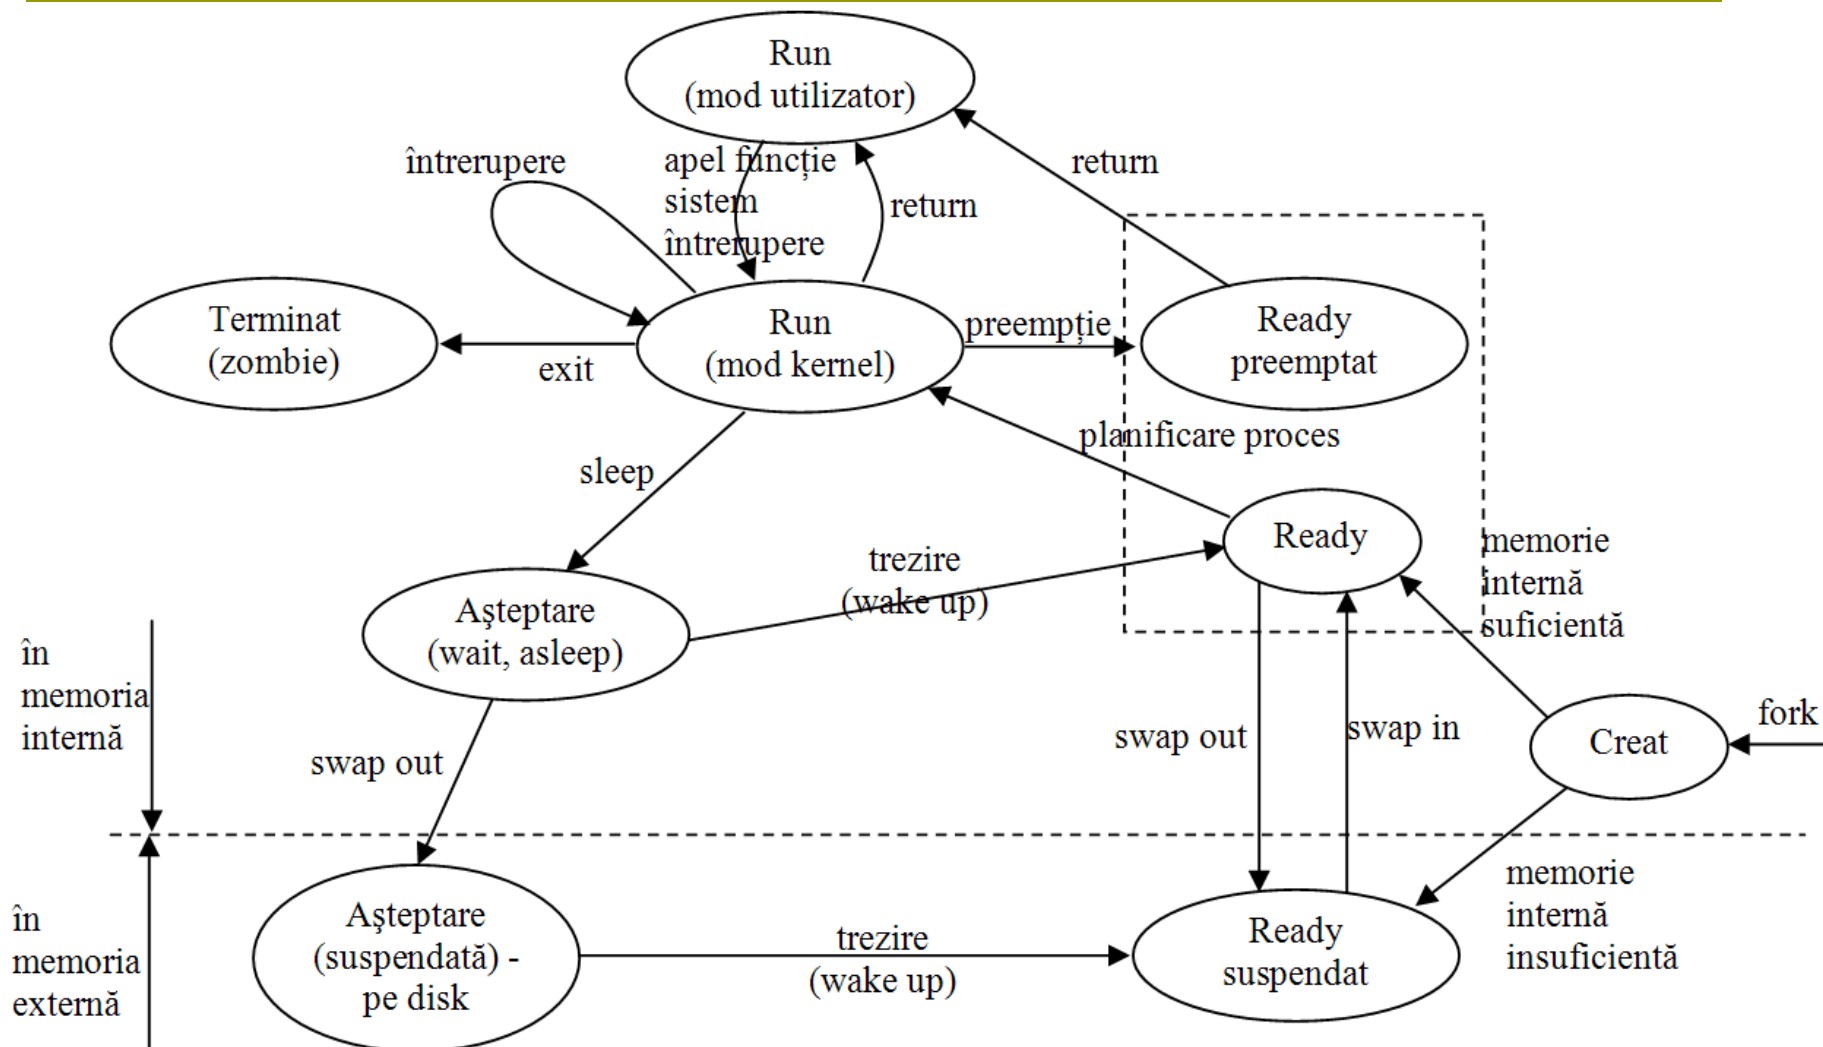 Run
(mod utilizator)
întrerupere
apel funcție
sistem
întrerupere
return
return
Terminat
(zombie)
exit
Run
(mod kernel)
preempție
Ready
preemptat
planificare proces
sleep
Ready
memorie
internă
suficientă
trezire
(wake up)
Aşteptare
(wait, asleep)
în
memoria
internă
swap out
swap out
swap in
Creat
fork
în
memoria
externă
Aşteptare
(suspendată) -
pe disk
trezire
(wake up)
Ready
suspendat
memorie
internă
insuficientă